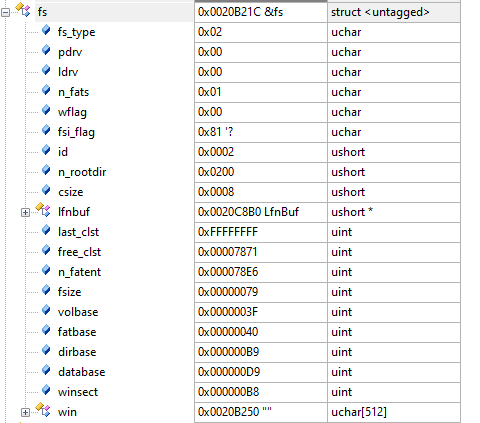 fs 0x0020B21C &fs struct <untagged>
fs_type 0x02 uchar
pdrv 0x00 uchar
ldrv 0x00 uchar
n_fats 0x01 uchar
wflag 0x00 uchar
fsi_flag 0x81 '? uchar
id 0x0002 ushort
n_rootdir 0x0200 ushort
csize 0x0008 ushort
lfnbuf 0x0020C8B0 LfnBuf ushort *
last_clst 0xFFFFFFFF uint
free_clst 0x00007871 uint
n_fatent 0x000078E6 uint
fsize 0x00000079 uint
volbase 0x0000003F uint
fatbase 0x00000040 uint
dirbase 0x000000B9 uint
database 0x000000D9 uint
winsect 0x000000B8 uint
win 0x0020B250 "" uchar[512]